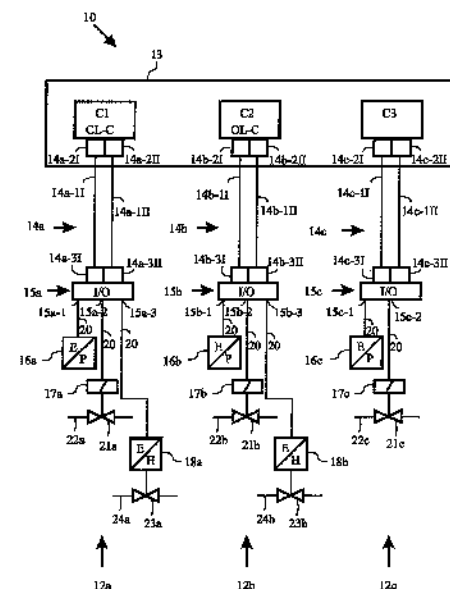 10
13
C1 C2 C3
CL-C OL-C
14a-2I 14a-2II 14b-2I 14b-2II 14c-2I 14c-2II
14a-1I 14b-1I 14c-1I
14a-1II 14b-1II 14c-1II
14a 14b 14c
14a-3I 14a-3II 14b-3I 14b-3II 14c-3I 14c-3II
15a I/O 15b I/O 15c I/O
15a-1 15a-2 15a-3 15b-1 15b-2 15b-3 15c-1 15c-2
20 20 20 20 20 20 20 20
16a E P 16b E P 16c E P
17a 17b 17c
22a 21a 22b 21b 22c 21c
E H 18a E H 18b
24a 23a 24b 23b
12a 12b 12c